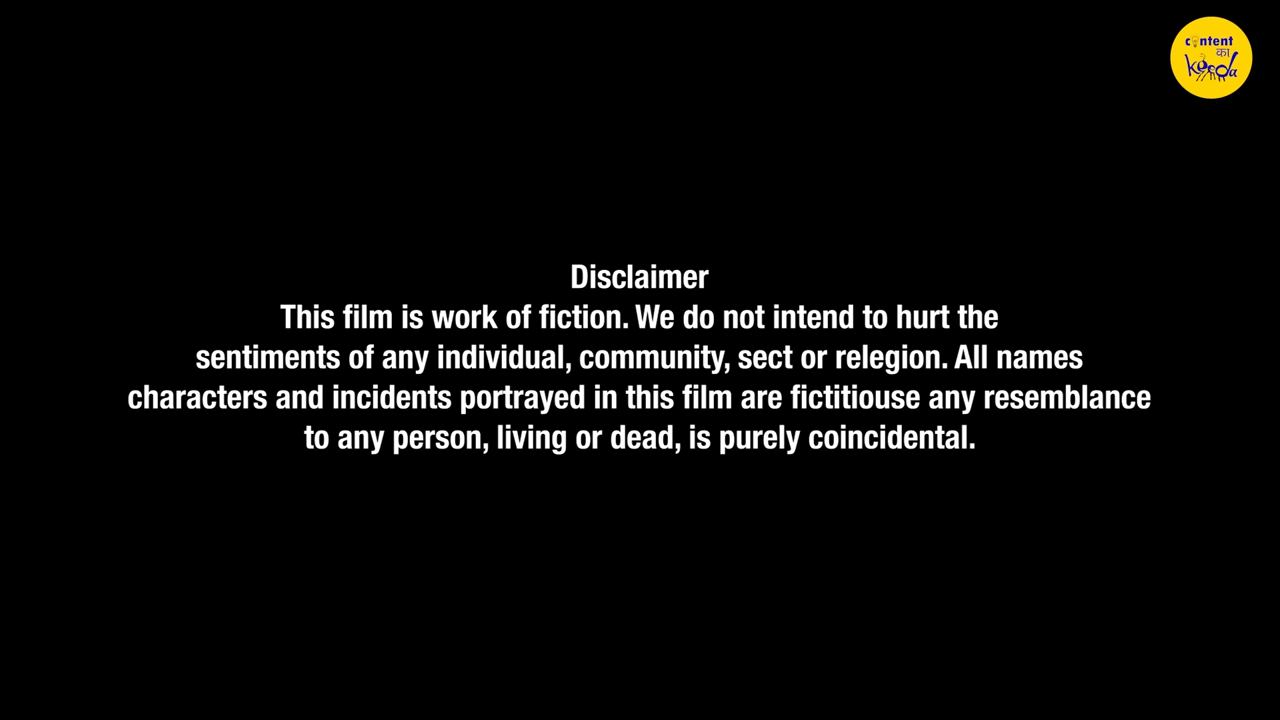 content
का
keeda
Disclaimer
This film is work of fiction. We do not intend to hurt the
sentiments of any individual, community, sect or relegion. All names
characters and incidents portrayed in this film are fictitiouse any resemblance
to any person, living or dead, is purely coincidental.